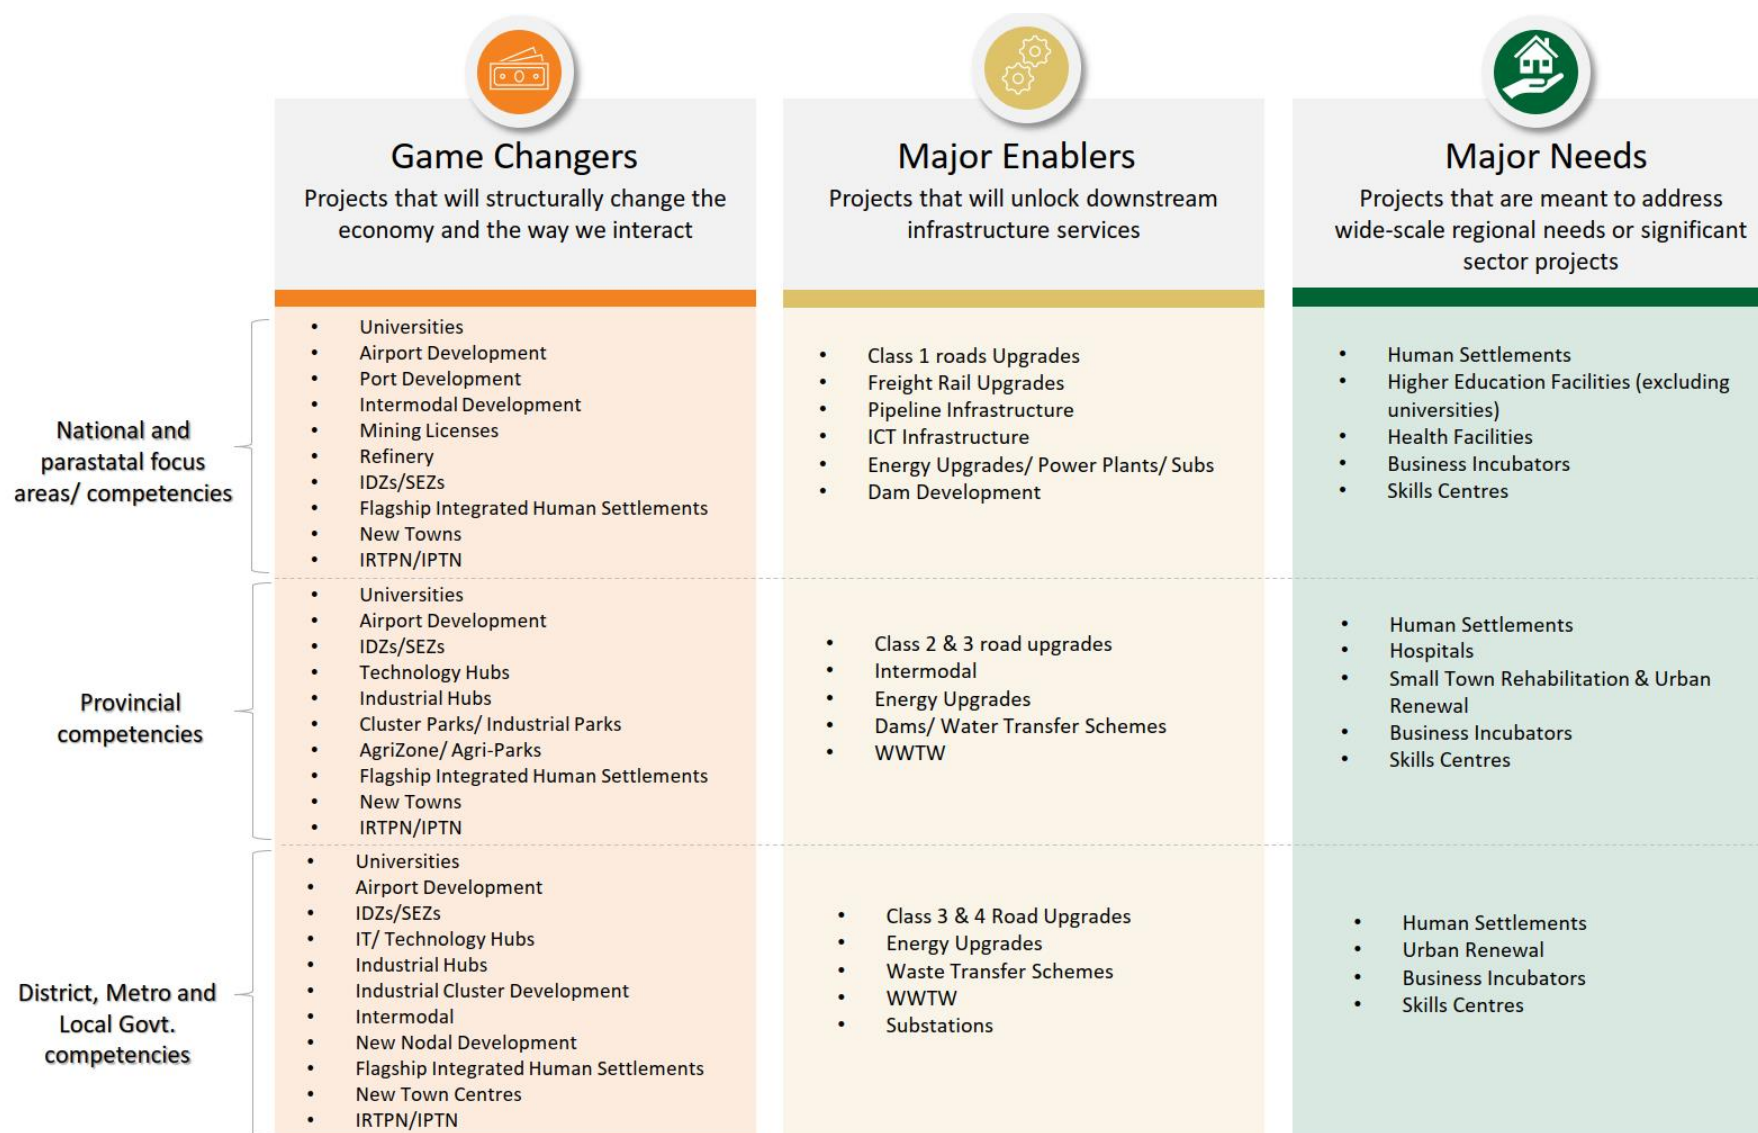 Game Changers
Projects that will structurally change the
economy and the way we interact
Major Enablers
Projects that will unlock downstream
infrastructure services
Major Needs
Projects that are meant to address
wide-scale regional needs or significant
sector projects
National and
parastatal focus
areas/ competencies
• Universities
• Airport Development
• Port Development
• Intermodal Development
• Mining Licenses
• Refinery
• IDZs/SEZs
• Flagship Integrated Human Settlements
• New Towns
• IRTPN/IPTN
• Class 1 roads Upgrades
• Freight Rail Upgrades
• Pipeline Infrastructure
• ICT Infrastructure
• Energy Upgrades/ Power Plants/ Subs
• Dam Development
• Human Settlements
• Higher Education Facilities (excluding
universities)
• Health Facilities
• Business Incubators
• Skills Centres
Provincial
competencies
• Universities
• Airport Development
• IDZs/SEZs
• Technology Hubs
• Industrial Hubs
• Cluster Parks/ Industrial Parks
• AgriZone/ Agri-Parks
• Flagship Integrated Human Settlements
• New Towns
• IRTPN/IPTN
• Class 2 & 3 road upgrades
• Intermodal
• Energy Upgrades
• Dams/ Water Transfer Schemes
• WWTW
• Human Settlements
• Hospitals
• Small Town Rehabilitation & Urban
Renewal
• Business Incubators
• Skills Centres
District, Metro and
Local Govt.
competencies
• Universities
• Airport Development
• IDZs/SEZs
• IT/ Technology Hubs
• Industrial Hubs
• Industrial Cluster Development
• Intermodal
• New Nodal Development
• Flagship Integrated Human Settlements
• New Town Centres
• IRTPN/IPTN
• Class 3 & 4 Road Upgrades
• Energy Upgrades
• Waste Transfer Schemes
• WWTW
• Substations
• Human Settlements
• Urban Renewal
• Business Incubators
• Skills Centres